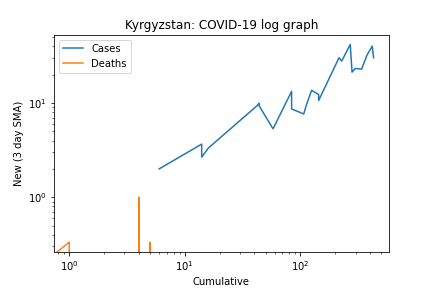 Kyrgyzstan: COVID-19 log graph
Cases
Deaths
New (3 day SMA)
10¹
10⁰
10⁰ 10¹ 10²
Cumulative